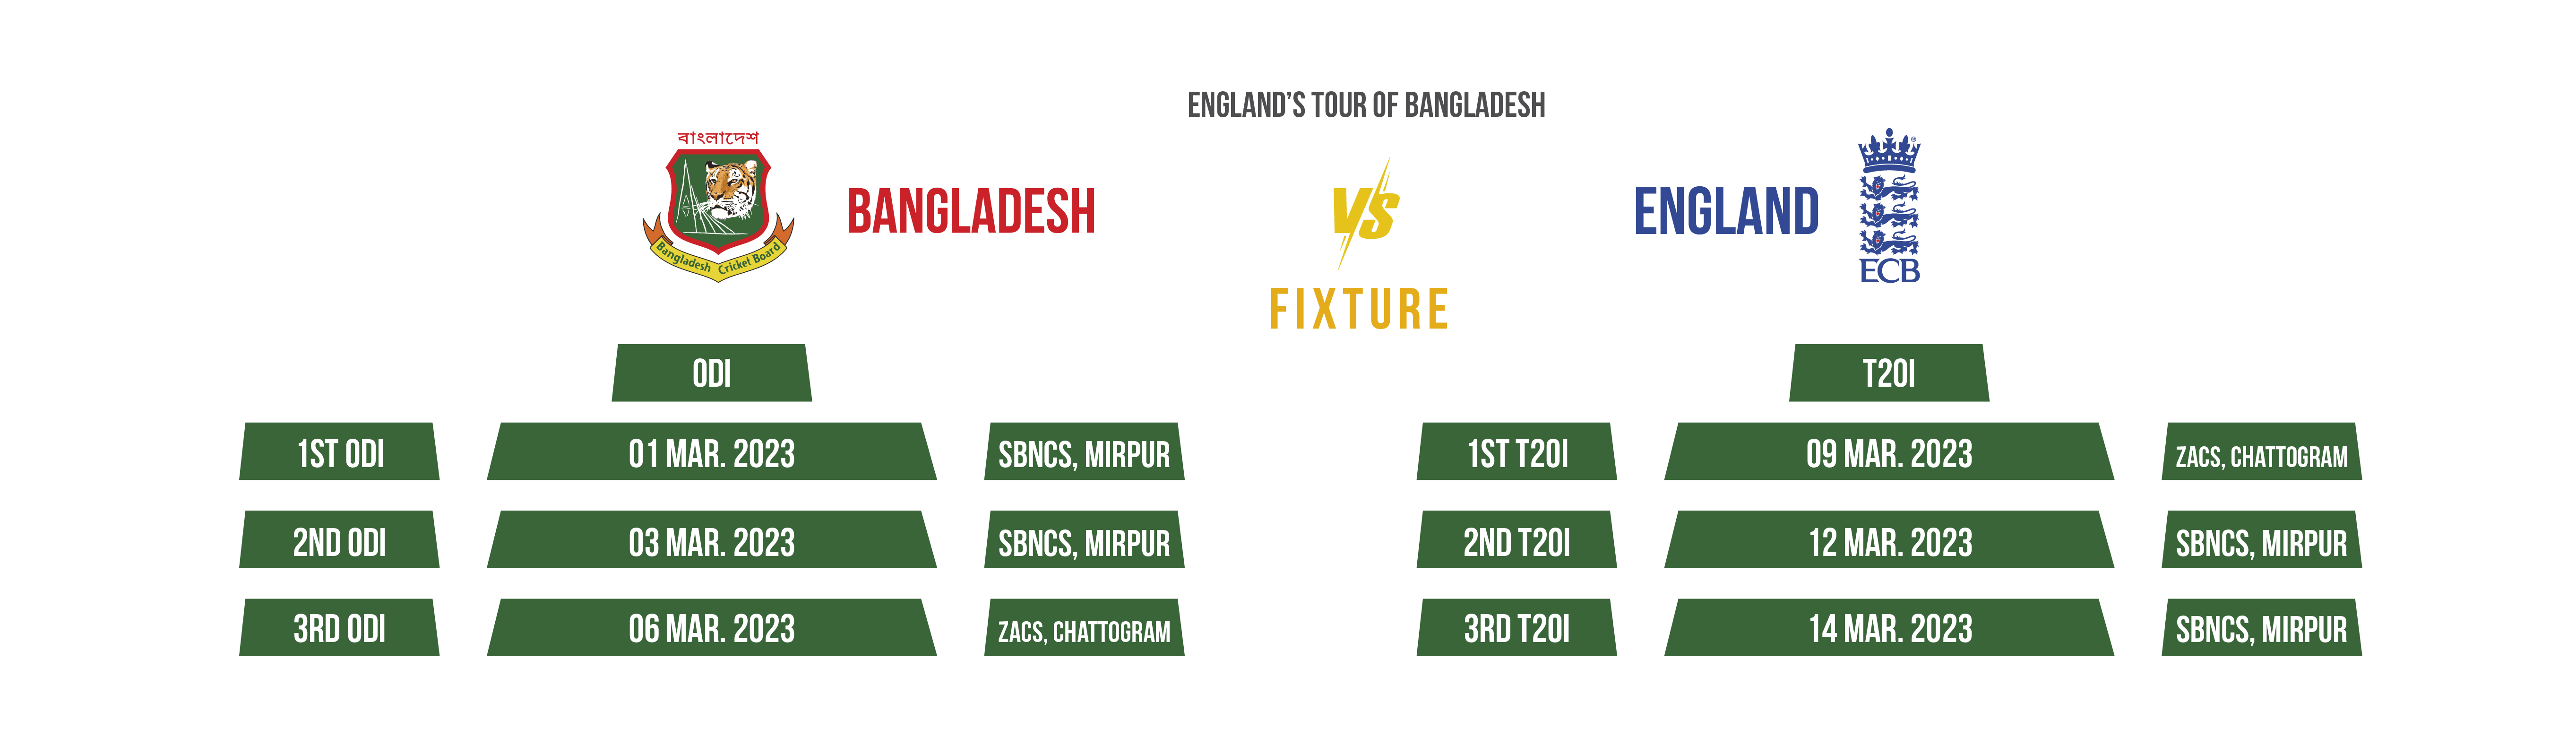 ENGLAND'S TOUR OF BANGLADESH
বাংলাদেশ
Bangladesh Cricket Board
BANGLADESH
VS
ENGLAND
®
ECB
FIXTURE
ODI
1ST ODI 01 MAR. 2023 SBNCS, MIRPUR
2ND ODI 03 MAR. 2023 SBNCS, MIRPUR
3RD ODI 06 MAR. 2023 ZACS, CHATTOGRAM
T20I
1ST T20I 09 MAR. 2023 ZACS, CHATTOGRAM
2ND T20I 12 MAR. 2023 SBNCS, MIRPUR
3RD T20I 14 MAR. 2023 SBNCS, MIRPUR